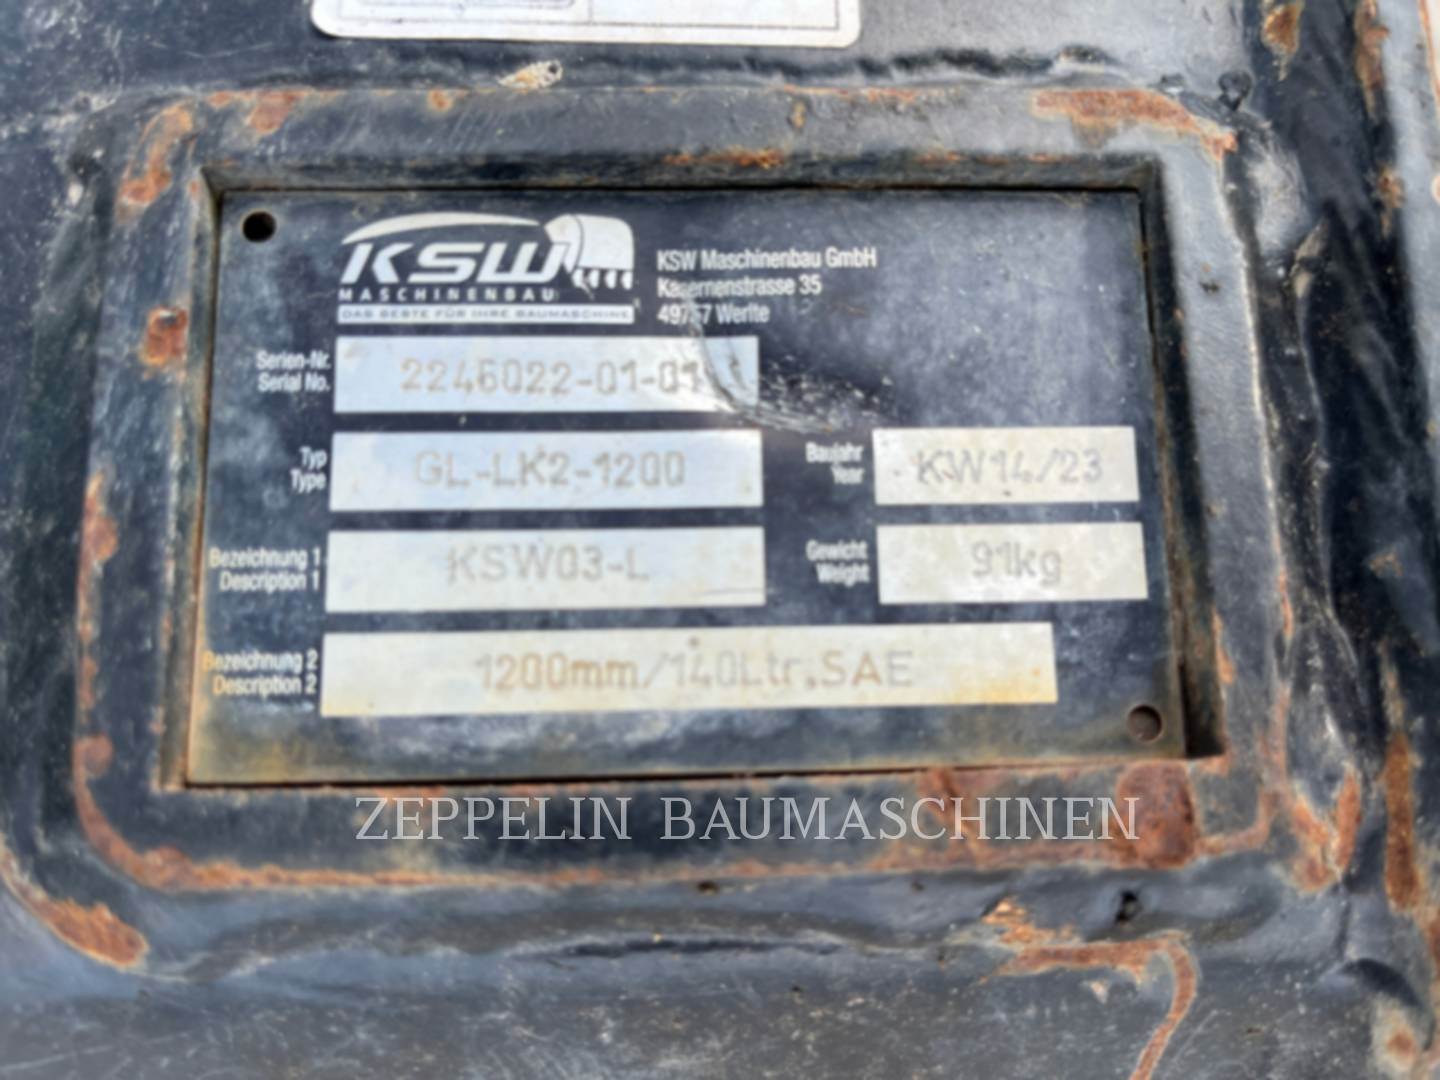 KSW
MASCHINENBAU
DAS BESTE FÜR IHRE BAUMASCHINE
KSW Maschinenbau GmbH
Kasernenstrasse 35
49757 Werlte
Serien-Nr.
Serial No.
2246022-01-01
Typ
Type
GL-LK2-1200
Baujahr
Year
KW14/23
Bezeichnung 1
Description 1
KSW03-L
Gewicht
Weight
91kg
Bezeichnung 2
Description 2
1200mm/140Ltr.SAE
ZEPPELIN BAUMASCHINEN